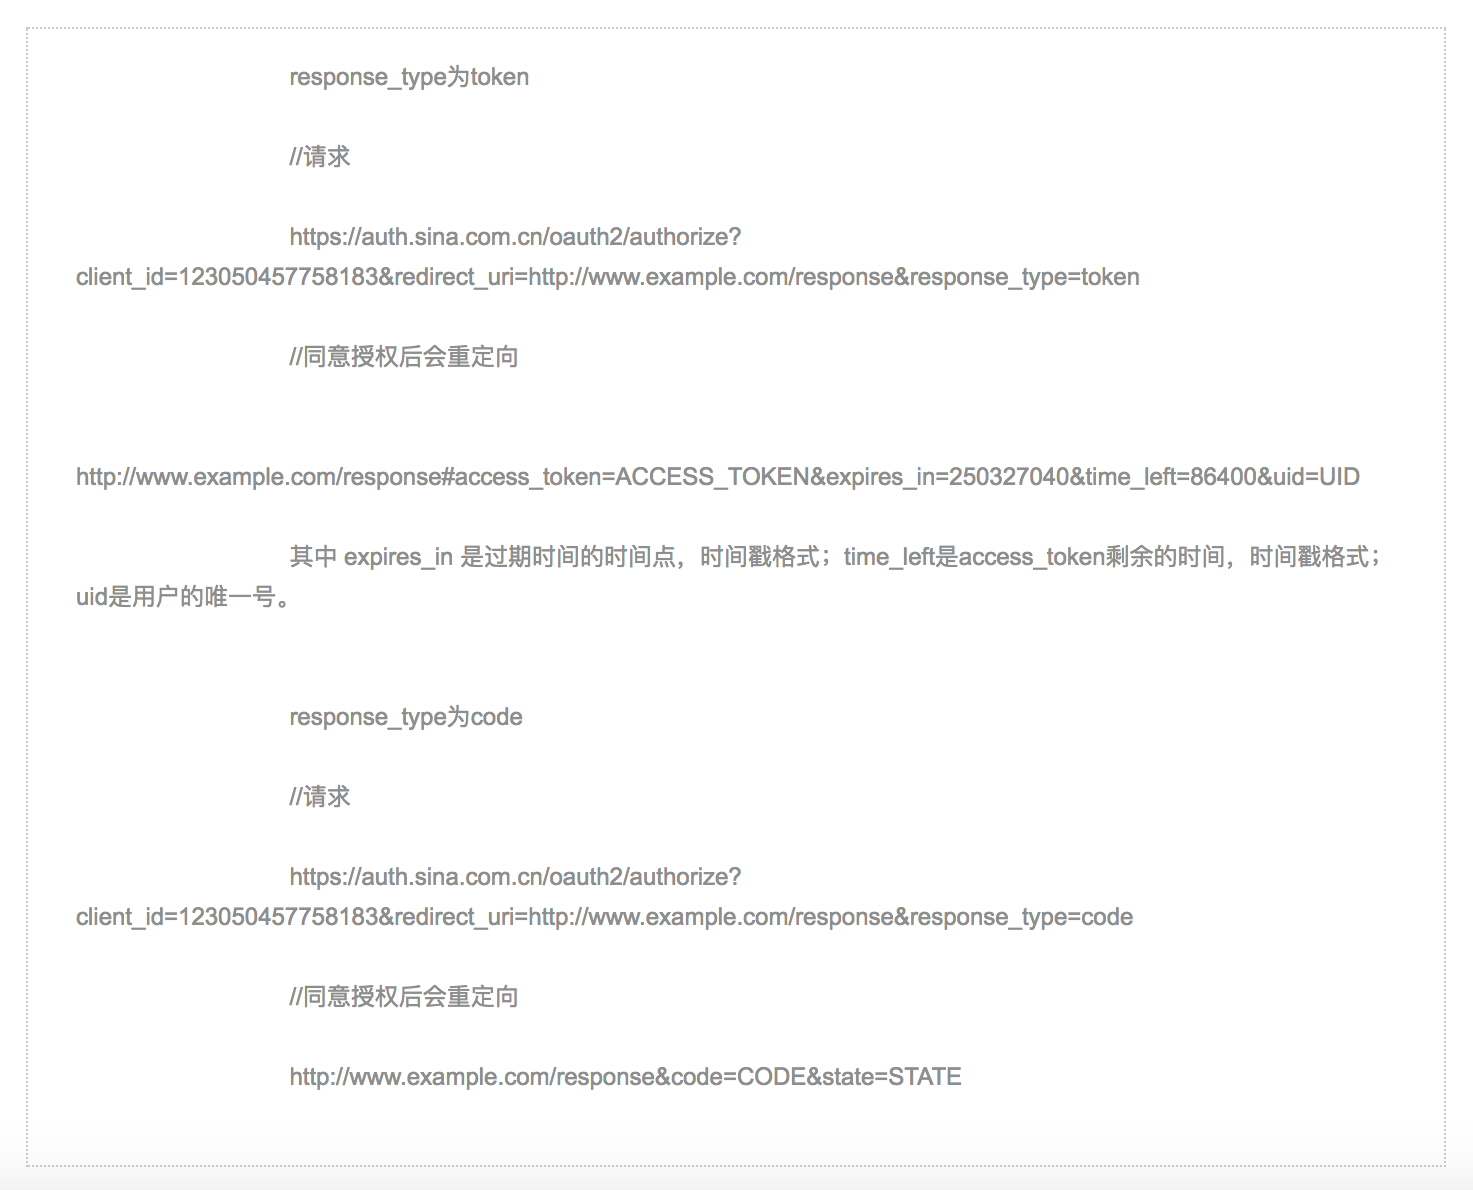 response_type为token
//请求
https://auth.sina.com.cn/oauth2/authorize?
client_id=123050457758183&redirect_uri=http://www.example.com/response&response_type=token
//同意授权后会重定向
http://www.example.com/response#access_token=ACCESS_TOKEN&expires_in=250327040&time_left=86400&uid=UID
其中 expires_in 是过期时间的时间点，时间戳格式；time_left是access_token剩余的时间，时间戳格式；
uid是用户的唯一号。
response_type为code
//请求
https://auth.sina.com.cn/oauth2/authorize?
client_id=123050457758183&redirect_uri=http://www.example.com/response&response_type=code
//同意授权后会重定向
http://www.example.com/response&code=CODE&state=STATE